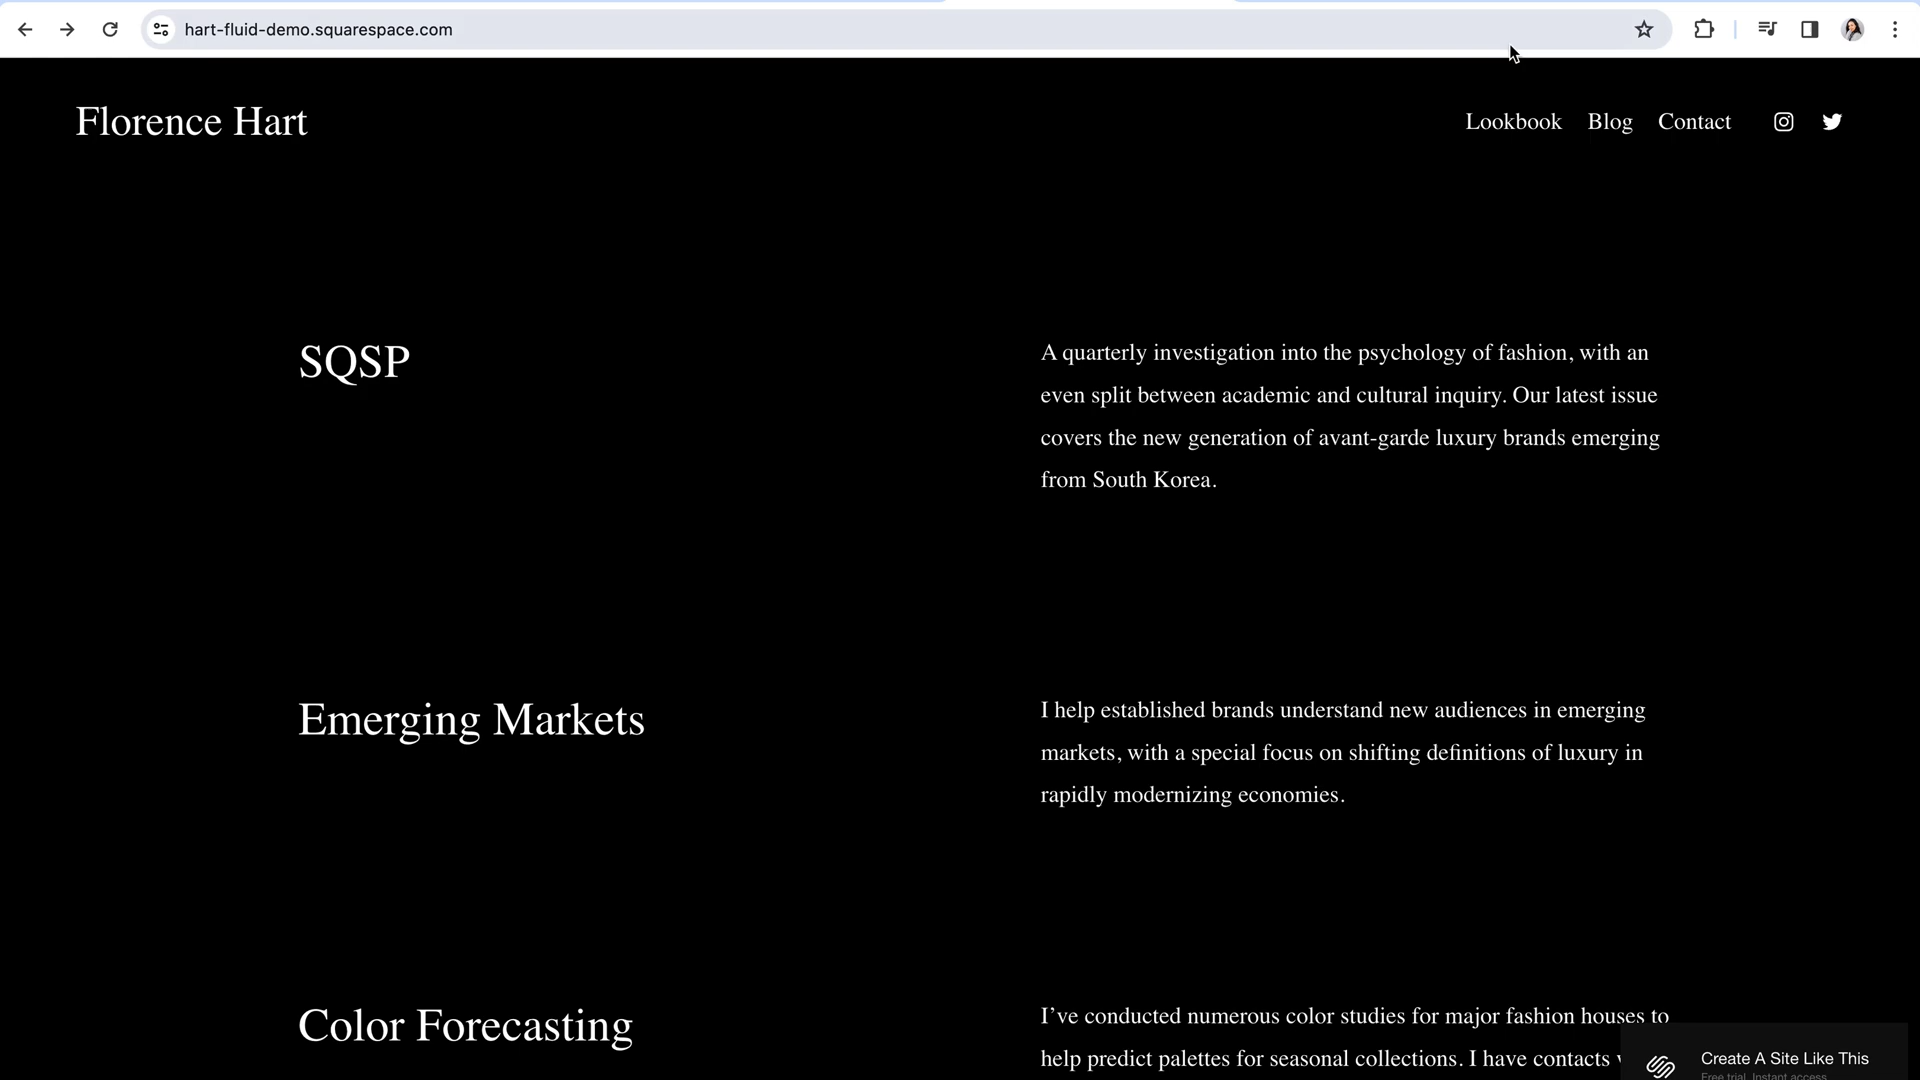 hart-fluid-demo.squarespace.com
Florence Hart
Lookbook Blog Contact
SQSP
A quarterly investigation into the psychology of fashion, with an
even split between academic and cultural inquiry. Our latest issue
covers the new generation of avant-garde luxury brands emerging
from South Korea.
Emerging Markets
I help established brands understand new audiences in emerging
markets, with a special focus on shifting definitions of luxury in
rapidly modernizing economies.
Color Forecasting
I’ve conducted numerous color studies for major fashion houses to
help predict palettes for seasonal collections. I have contacts
Create A Site Like This
Free trial. Instant access.